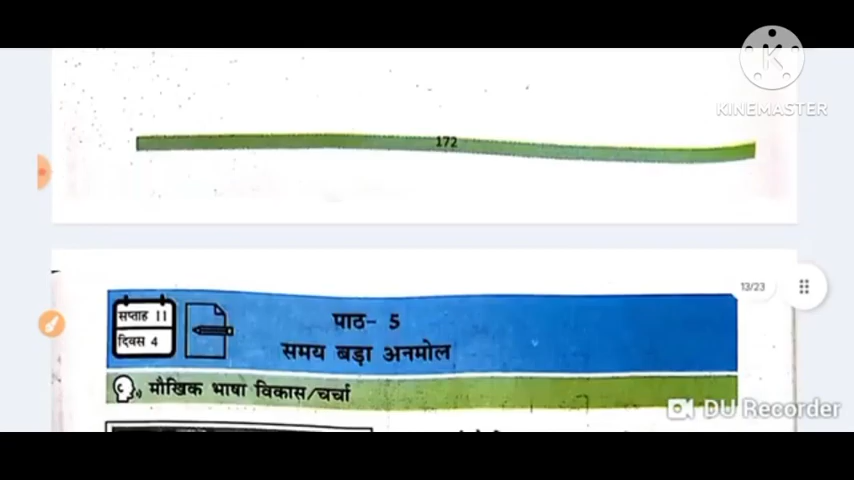 KINEMASTER
172
13/23
सप्ताह 11
दिवस 4
पाठ- 5
समय बड़ा अनमोल
मौखिक भाषा विकास/चर्चा
DU Recorder